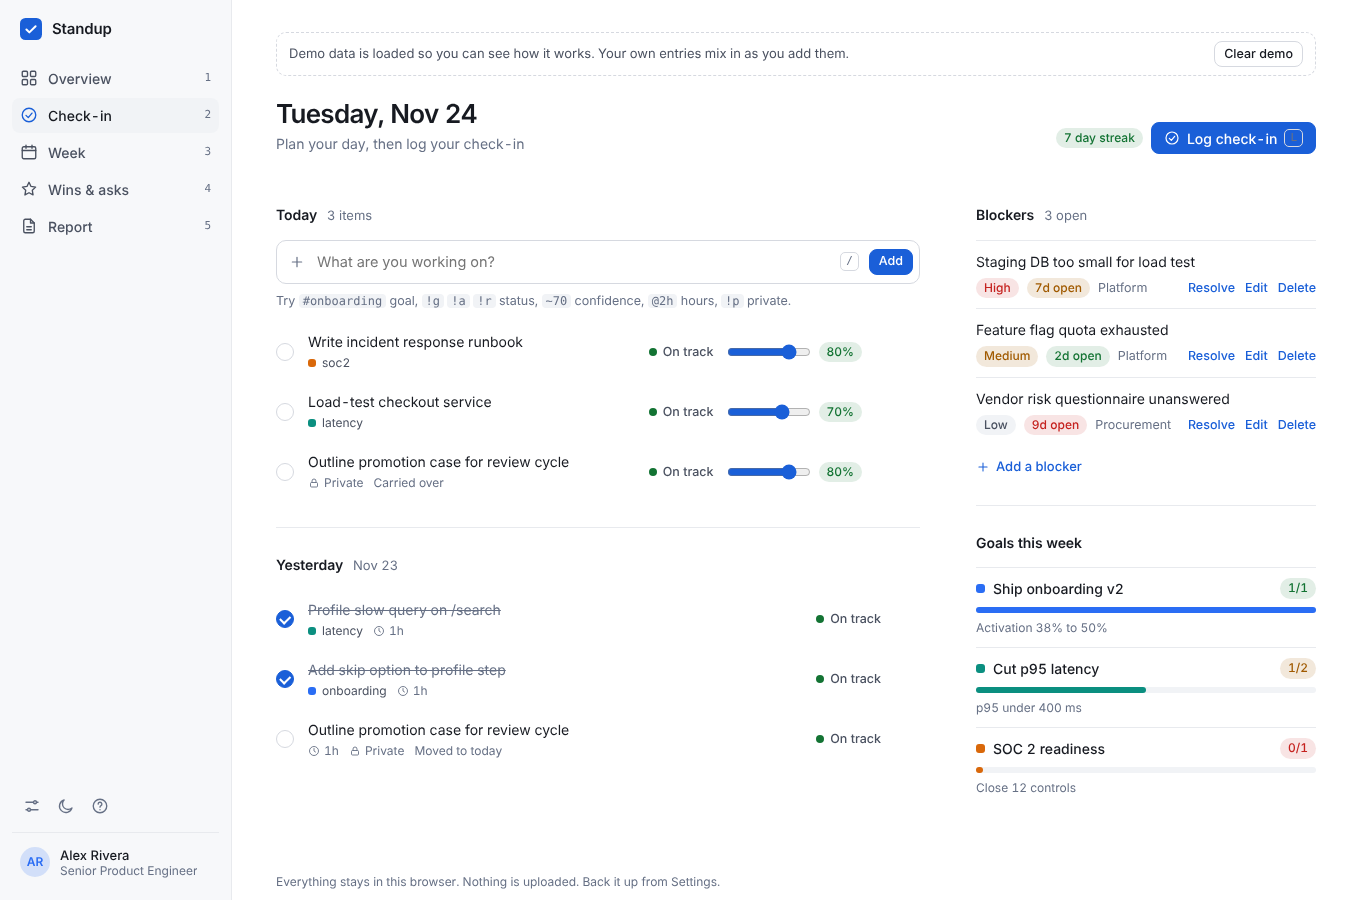 Standup
Overview 1
Check-in 2
Week 3
Wins & asks 4
Report 5
AR
Alex Rivera
Senior Product Engineer
Demo data is loaded so you can see how it works. Your own entries mix in as you add them.
Clear demo
Tuesday, Nov 24
Plan your day, then log your check-in
7 day streak
Log check-in L
Today 3 items
What are you working on? / Add
Try #onboarding goal, !g !a !r status, ~70 confidence, @2h hours, !p private.
Write incident response runbook
soc2
On track 80%
Load-test checkout service
latency
On track 70%
Outline promotion case for review cycle
Private Carried over
On track 80%
Yesterday Nov 23
Profile slow query on /search
latency 1h
On track
Add skip option to profile step
onboarding 1h
On track
Outline promotion case for review cycle
1h Private Moved to today
On track
Blockers 3 open
Staging DB too small for load test
High 7d open Platform Resolve Edit Delete
Feature flag quota exhausted
Medium 2d open Platform Resolve Edit Delete
Vendor risk questionnaire unanswered
Low 9d open Procurement Resolve Edit Delete
Add a blocker
Goals this week
Ship onboarding v2 1/1
Activation 38% to 50%
Cut p95 latency 1/2
p95 under 400 ms
SOC 2 readiness 0/1
Close 12 controls
Everything stays in this browser. Nothing is uploaded. Back it up from Settings.